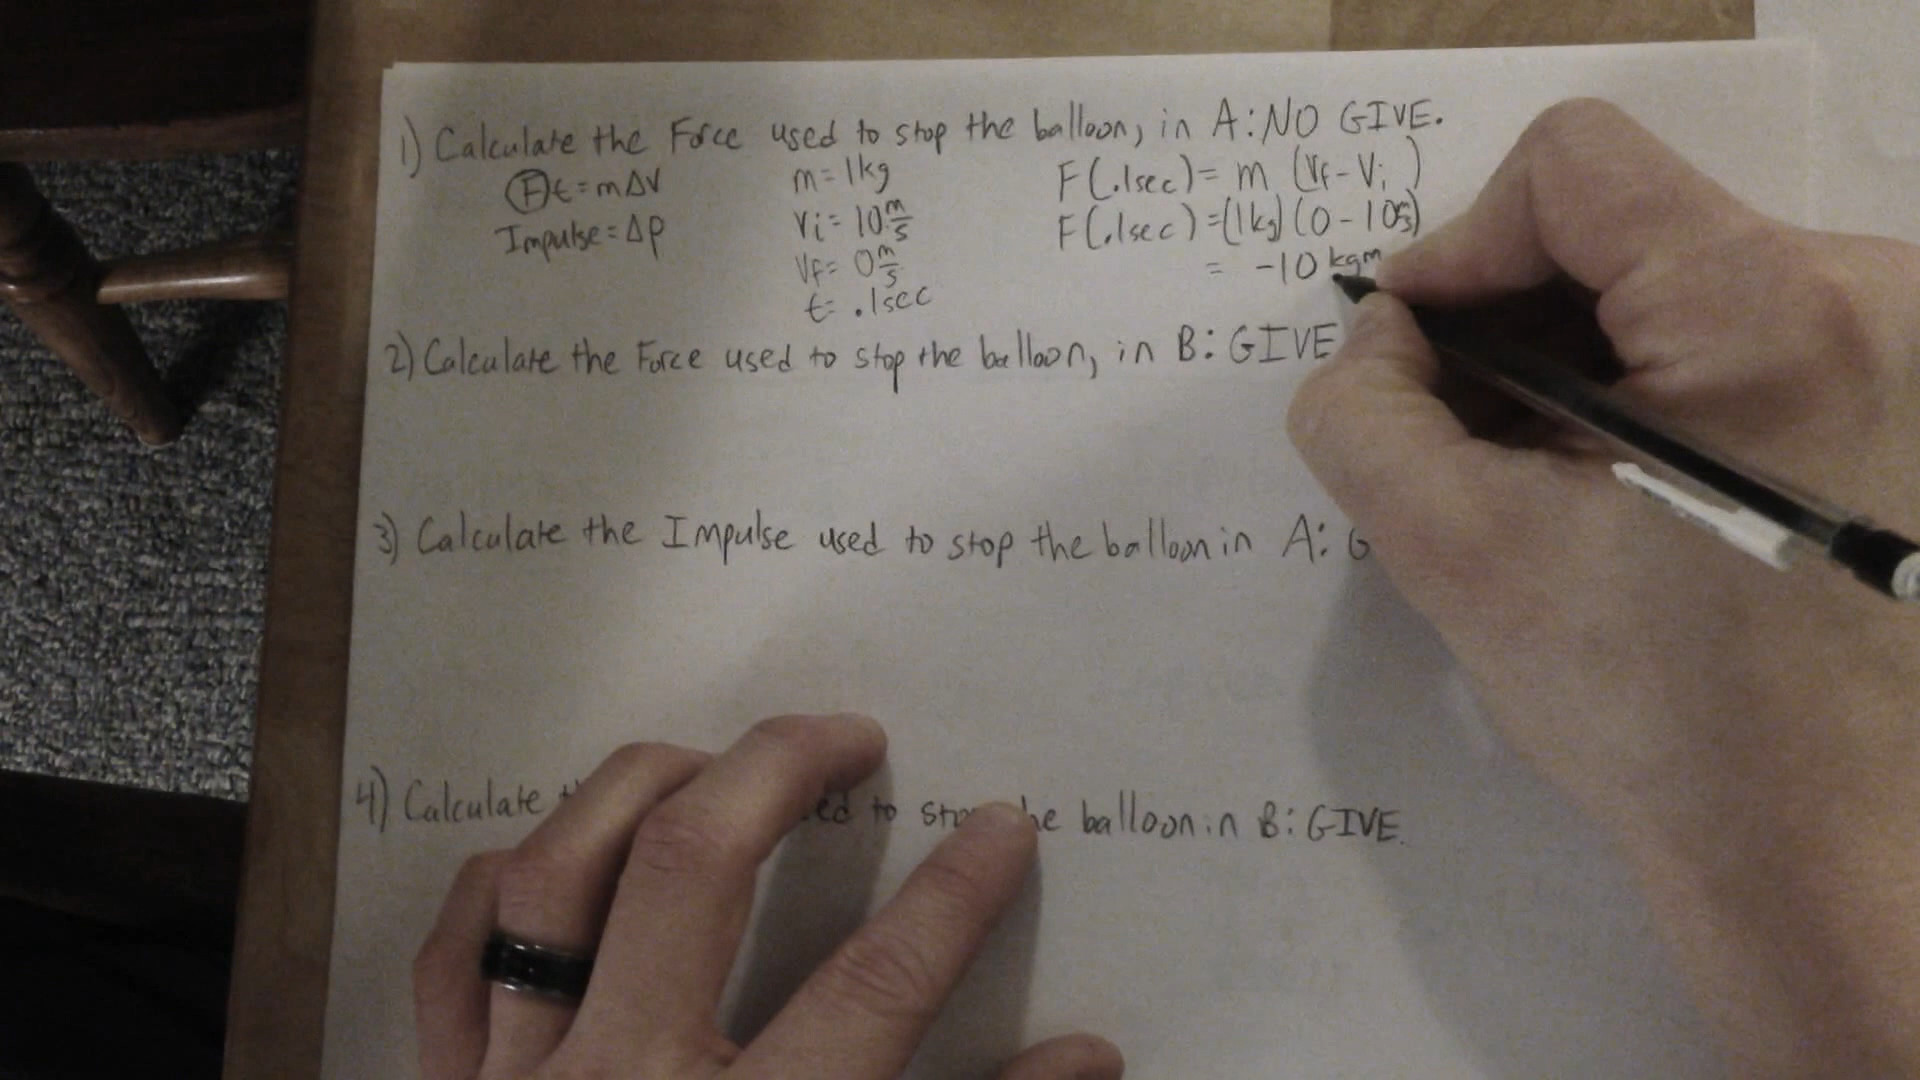 1) Calculate the Force used to stop the balloon, in A: NO GIVE.
Ft = mΔV
Impulse = Δp
m = 1kg
Vi = 10 m/s
Vf = 0 m/s
t = .1sec
F(.1sec) = m (Vf - Vi)
F(.1sec) = (1kg) (0 - 10 m/s)
= -10 kgm
2) Calculate the Force used to stop the balloon, in B: GIVE
3) Calculate the Impulse used to stop the balloon in A: G
4) Calculate to stop the balloon in B: GIVE.